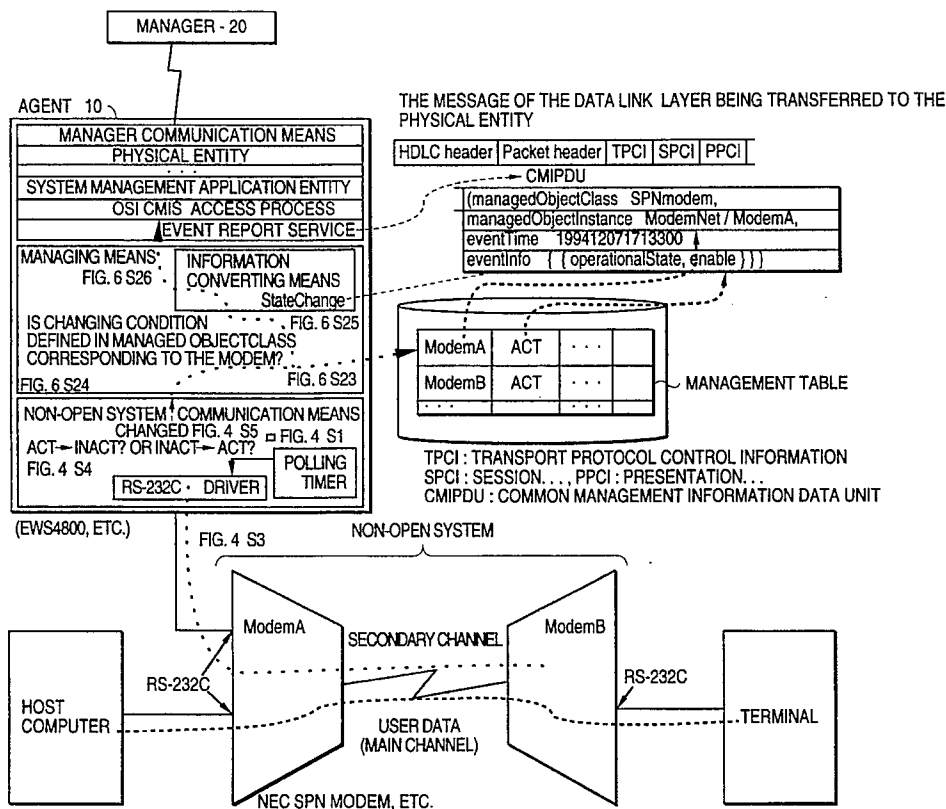 MANAGER - 20
AGENT 10
MANAGER COMMUNICATION MEANS
PHYSICAL ENTITY
. . .
SYSTEM MANAGEMENT APPLICATION ENTITY
OSI CMIS ACCESS PROCESS
EVENT REPORT SERVICE
MANAGING MEANS
FIG. 6 S26
INFORMATION
CONVERTING MEANS
StateChange
FIG. 6 S25
IS CHANGING CONDITION
DEFINED IN MANAGED OBJECTCLASS
CORRESPONDING TO THE MODEM?
FIG. 6 S24
FIG. 6 S23
NON-OPEN SYSTEM COMMUNICATION MEANS
CHANGED FIG. 4 S5
FIG. 4 S1
ACT→INACT? OR INACT→ACT?
FIG. 4 S4
POLLING
TIMER
RS-232C · DRIVER
(EWS4800, ETC.)
THE MESSAGE OF THE DATA LINK LAYER BEING TRANSFERRED TO THE
PHYSICAL ENTITY
HDLC header Packet header TPCI SPCI PPCI
CMIPDU
(managedObjectClass SPNmodem,
managedObjectInstance ModemNet / ModemA,
eventTime 199412071713300
eventInfo { { operationalState, enable } } )
ModemA ACT · · ·
ModemB ACT · · ·
· · ·
MANAGEMENT TABLE
TPCI : TRANSPORT PROTOCOL CONTROL INFORMATION
SPCI : SESSION. . . , PPCI : PRESENTATION. . .
CMIPDU : COMMON MANAGEMENT INFORMATION DATA UNIT
FIG. 4 S3
NON-OPEN SYSTEM
ModemA
SECONDARY CHANNEL
ModemB
RS-232C
RS-232C
HOST
COMPUTER
USER DATA
(MAIN CHANNEL)
TERMINAL
NEC SPN MODEM, ETC.